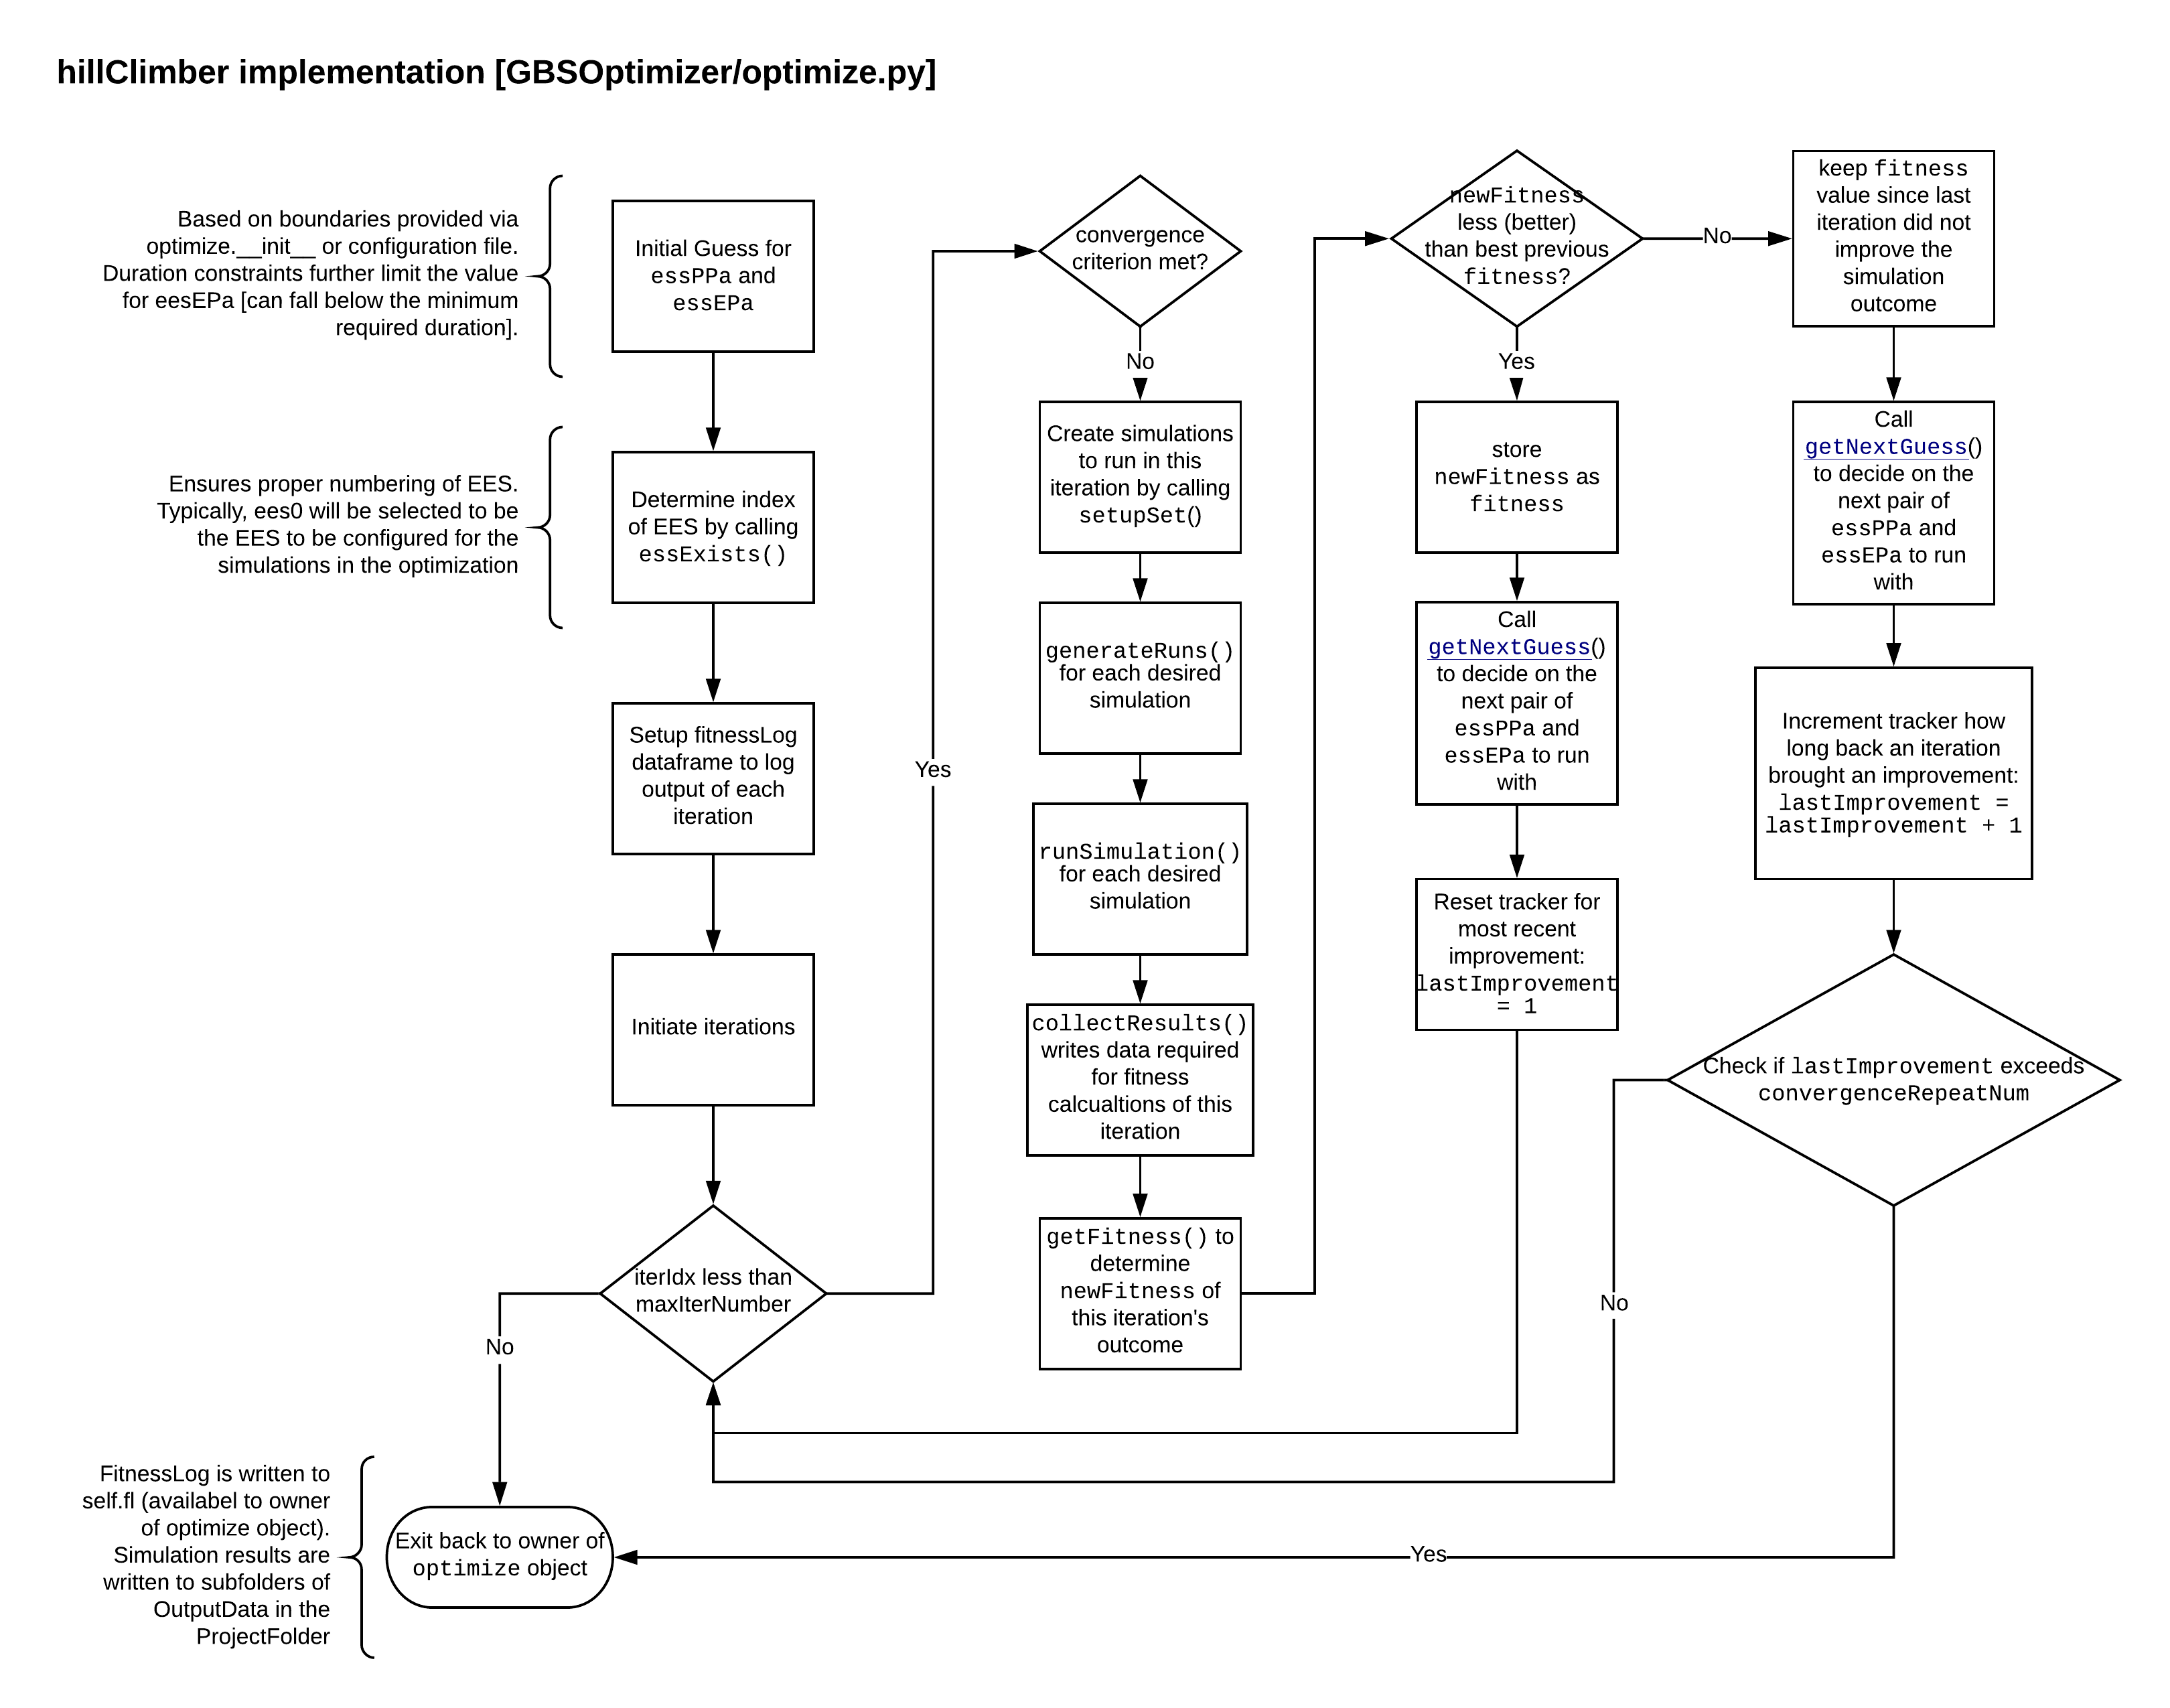 hillClimber implementation [GBSOptimizer/optimize.py]
Based on boundaries provided via
optimize.__init__ or configuration file.
Duration constraints further limit the value
for eesEPa [can fall below the minimum
required duration].
Initial Guess for
essPPa and
essEPa
Ensures proper numbering of EES.
Typically, ees0 will be selected to be
the EES to be configured for the
simulations in the optimization
Determine index
of EES by calling
essExists()
Setup fitnessLog
dataframe to log
output of each
iteration
Initiate iterations
iterIdx less than
maxIterNumber
No
Yes
FitnessLog is written to
self.fl (availabel to owner
of optimize object).
Simulation results are
written to subfolders of
OutputData in the
ProjectFolder
Exit back to owner of
optimize object
convergence
criterion met?
No
Create simulations
to run in this
iteration by calling
setupSet()
generateRuns()
for each desired
simulation
runSimulation()
for each desired
simulation
collectResults()
writes data required
for fitness
calcualtions of this
iteration
getFitness() to
determine
newFitness of
this iteration's
outcome
newFitness
less (better)
than best previous
fitness?
No
Yes
store
newFitness as
fitness
Call
getNextGuess()
to decide on the
next pair of
essPPa and
essEPa to run
with
Reset tracker for
most recent
improvement:
lastImprovement
= 1
keep fitness
value since last
iteration did not
improve the
simulation
outcome
Call
getNextGuess()
to decide on the
next pair of
essPPa and
essEPa to run
with
Increment tracker how
long back an iteration
brought an improvement:
lastImprovement =
lastImprovement + 1
Check if lastImprovement exceeds
convergenceRepeatNum
No
Yes